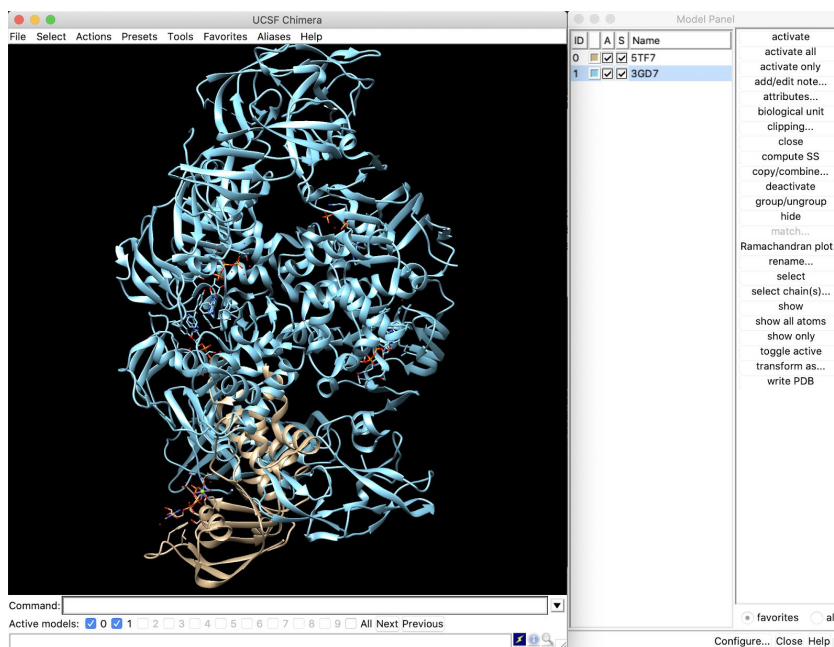 UCSF Chimera
File Select Actions Presets Tools Favorites Aliases Help
Command:
Active models: 0 1 2 3 4 5 6 7 8 9 All Next Previous
Model Panel
ID A S Name
0 5TF7
1 3GD7
activate
activate all
activate only
add/edit note...
attributes...
biological unit
clipping...
close
compute SS
copy/combine...
deactivate
group/ungroup
hide
match...
Ramachandran plot
rename...
select
select chain(s)...
show
show all atoms
show only
toggle active
transform as...
write PDB
favorites al
Configure... Close Help